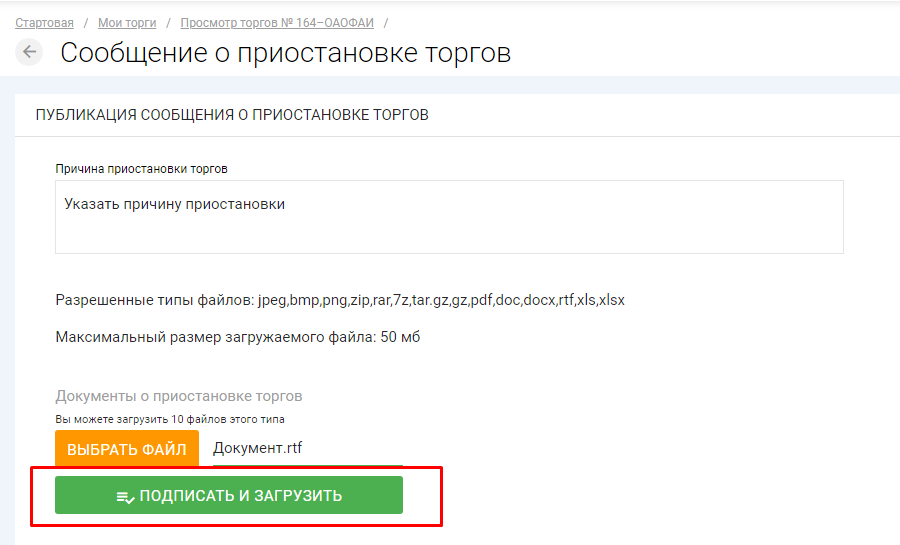 Стартовая / Мои торги / Просмотр торгов № 164–ОАОФАИ /
Сообщение о приостановке торгов
ПУБЛИКАЦИЯ СООБЩЕНИЯ О ПРИОСТАНОВКЕ ТОРГОВ
Причина приостановки торгов
Указать причину приостановки
Разрешенные типы файлов: jpeg,bmp,png,zip,rar,7z,tar.gz,gz,pdf,doc,docx,rtf,xls,xlsx
Максимальный размер загружаемого файла: 50 мб
Документы о приостановке торгов
Вы можете загрузить 10 файлов этого типа
ВЫБРАТЬ ФАЙЛ Документ.rtf
ПОДПИСАТЬ И ЗАГРУЗИТЬ